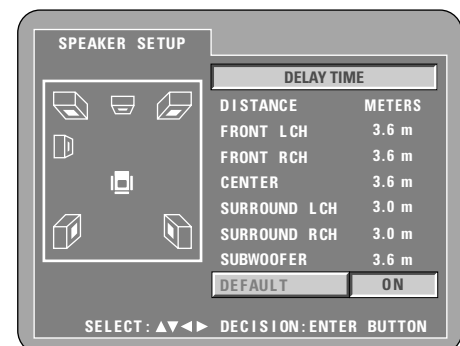 SPEAKER SETUP
DELAY TIME
DISTANCE METERS
FRONT LCH 3.6 m
FRONT RCH 3.6 m
CENTER 3.6 m
SURROUND LCH 3.0 m
SURROUND RCH 3.0 m
SUBWOOFER 3.6 m
DEFAULT ON
SELECT:▲▼◄► DECISION:ENTER BUTTON